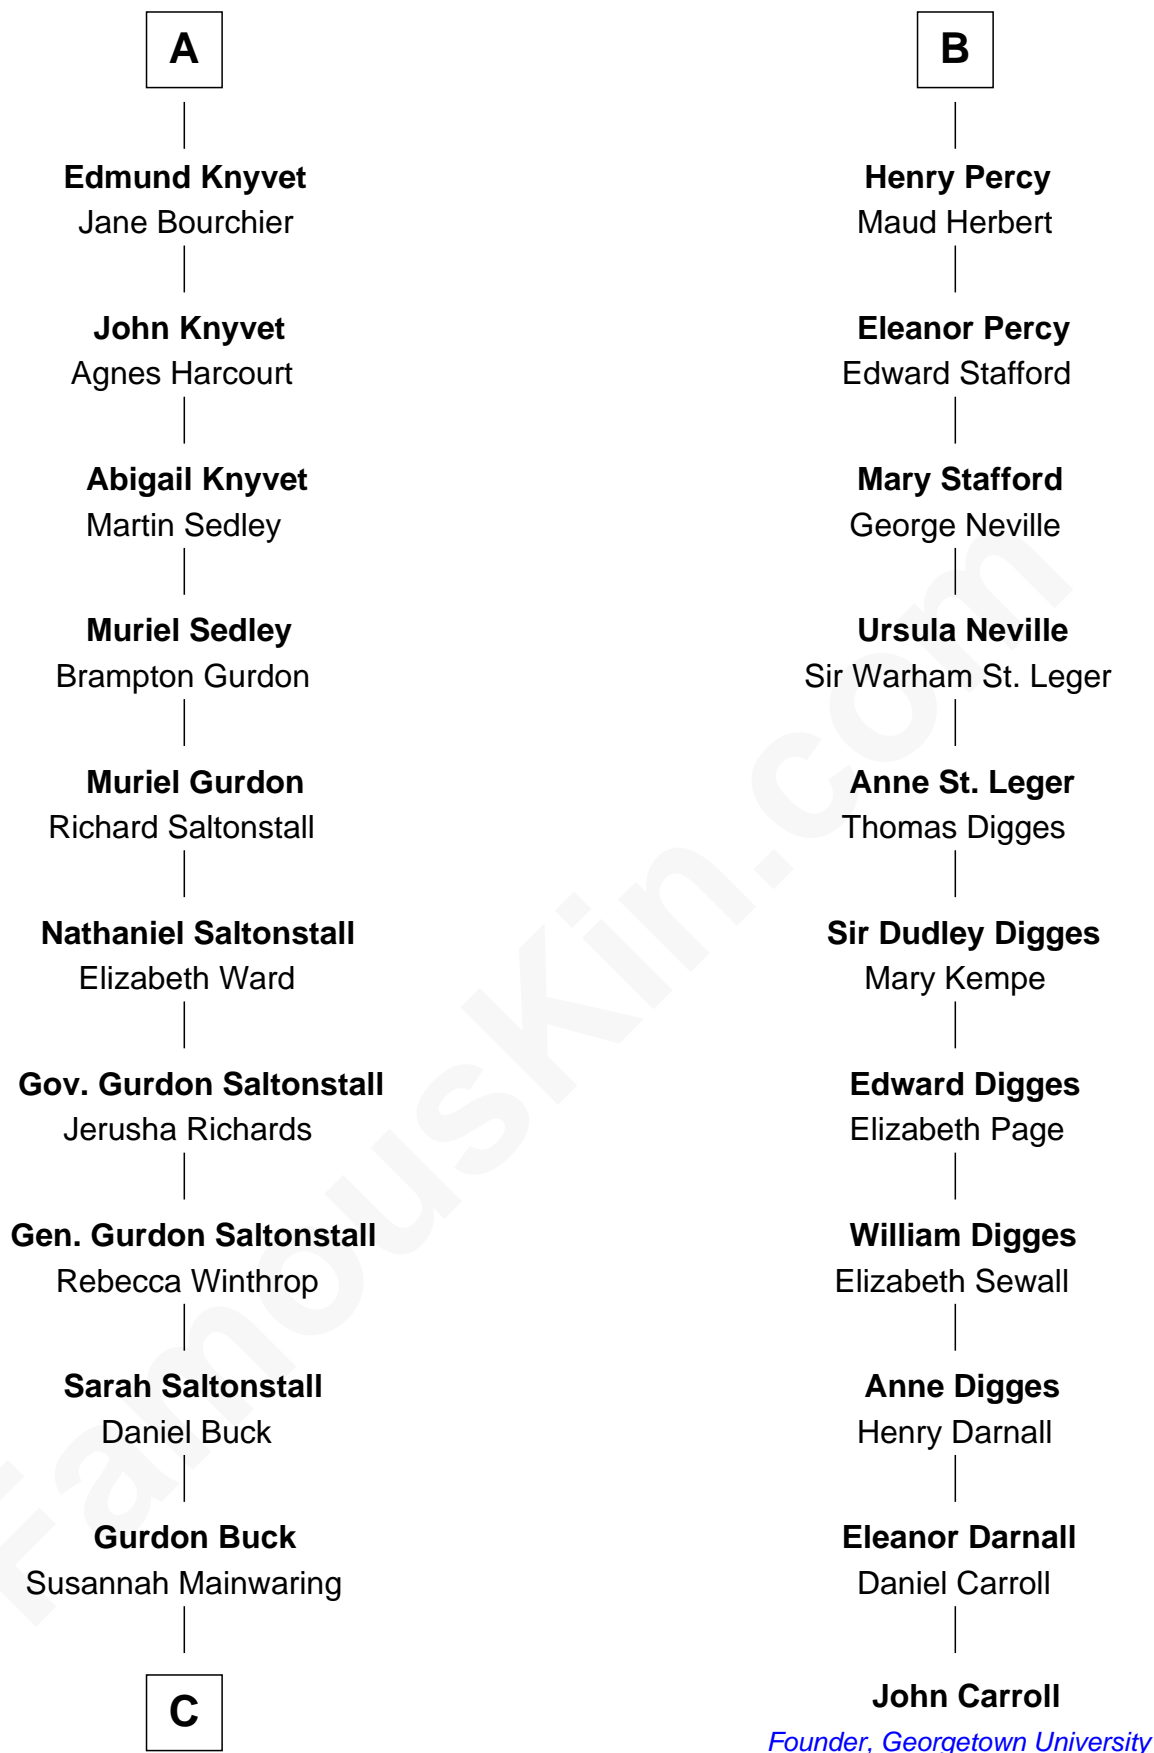 A
Edmund Knyvet
Jane Bourchier
John Knyvet
Agnes Harcourt
Abigail Knyvet
Martin Sedley
Muriel Sedley
Brampton Gurdon
Muriel Gurdon
Richard Saltonstall
Nathaniel Saltonstall
Elizabeth Ward
Gov. Gurdon Saltonstall
Jerusha Richards
Gen. Gurdon Saltonstall
Rebecca Winthrop
Sarah Saltonstall
Daniel Buck
Gurdon Buck
Susannah Mainwaring
C
B
Henry Percy
Maud Herbert
Eleanor Percy
Edward Stafford
Mary Stafford
George Neville
Ursula Neville
Sir Warham St. Leger
Anne St. Leger
Thomas Digges
Sir Dudley Digges
Mary Kempe
Edward Digges
Elizabeth Page
William Digges
Elizabeth Sewall
Anne Digges
Henry Darnall
Eleanor Darnall
Daniel Carroll
John Carroll
Founder, Georgetown University
FamousKin.com